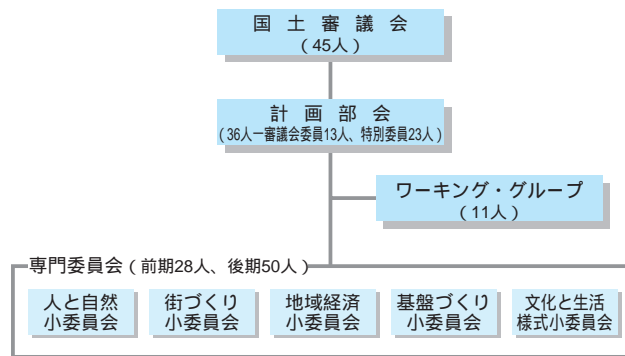 国土審議会
(45人)
計画部会
(36人ー審議会委員13人、特別委員23人)
ワーキング・グループ
(11人)
専門委員会(前期28人、後期50人)
人と自然
小委員会
街づくり
小委員会
地域経済
小委員会
基盤づくり
小委員会
文化と生活
様式小委員会